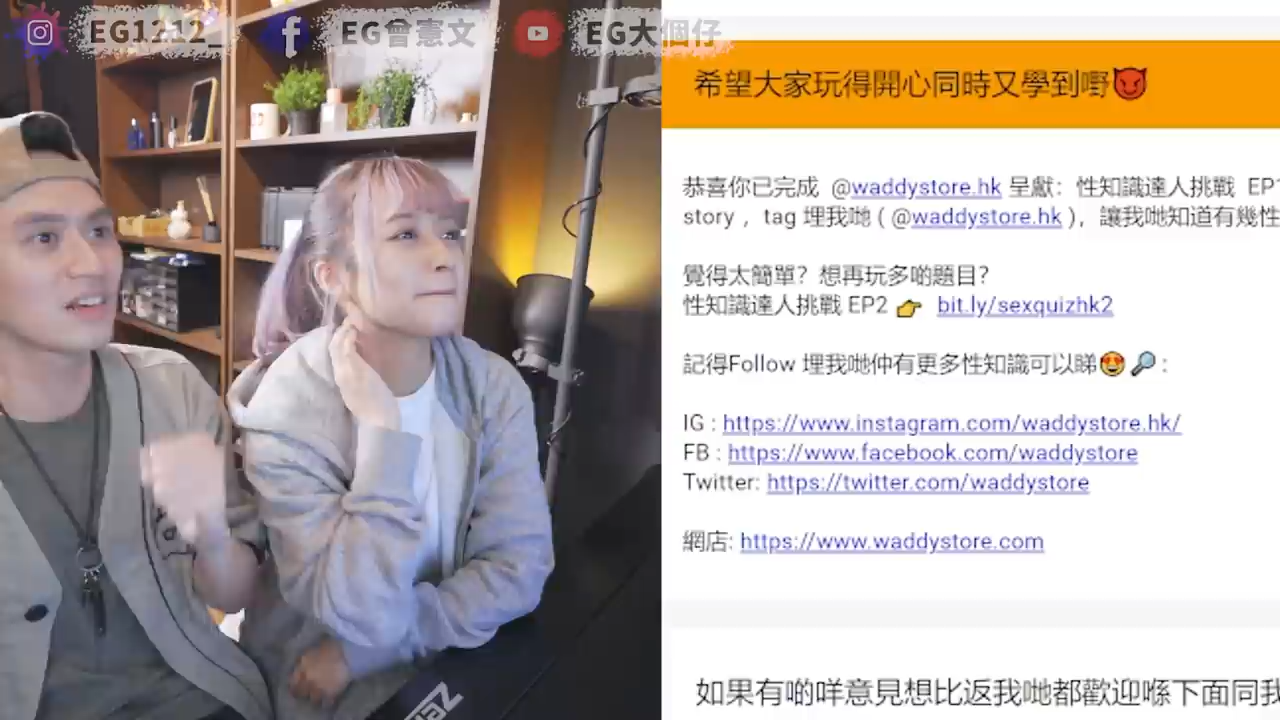 EG1212_
EG曾憲文
EG大個仔
希望大家玩得開心同時又學到嘢😈
恭喜你已完成 @waddystore.hk 呈獻：性知識達人挑戰 EP1
story，tag 埋我哋 ( @waddystore.hk )，讓我哋知道有幾性
覺得太簡單？想再玩多啲題目？
性知識達人挑戰 EP2 👉 bit.ly/sexquizhk2
記得Follow 埋我哋仲有更多性知識可以睇😍🔎：
IG : https://www.instagram.com/waddystore.hk/
FB : https://www.facebook.com/waddystore
Twitter: https://twitter.com/waddystore
網店: https://www.waddystore.com
如果有啲咩意見想比返我哋都歡迎喺下面同我